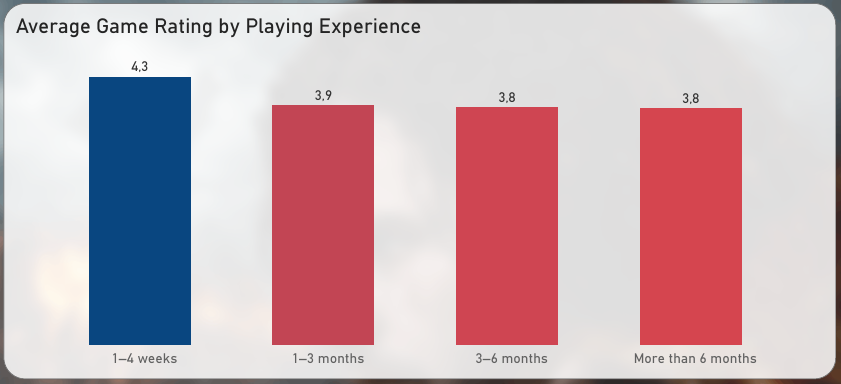 Average Game Rating by Playing Experience
4,3
3,9
3,8
3,8
1–4 weeks
1–3 months
3–6 months
More than 6 months